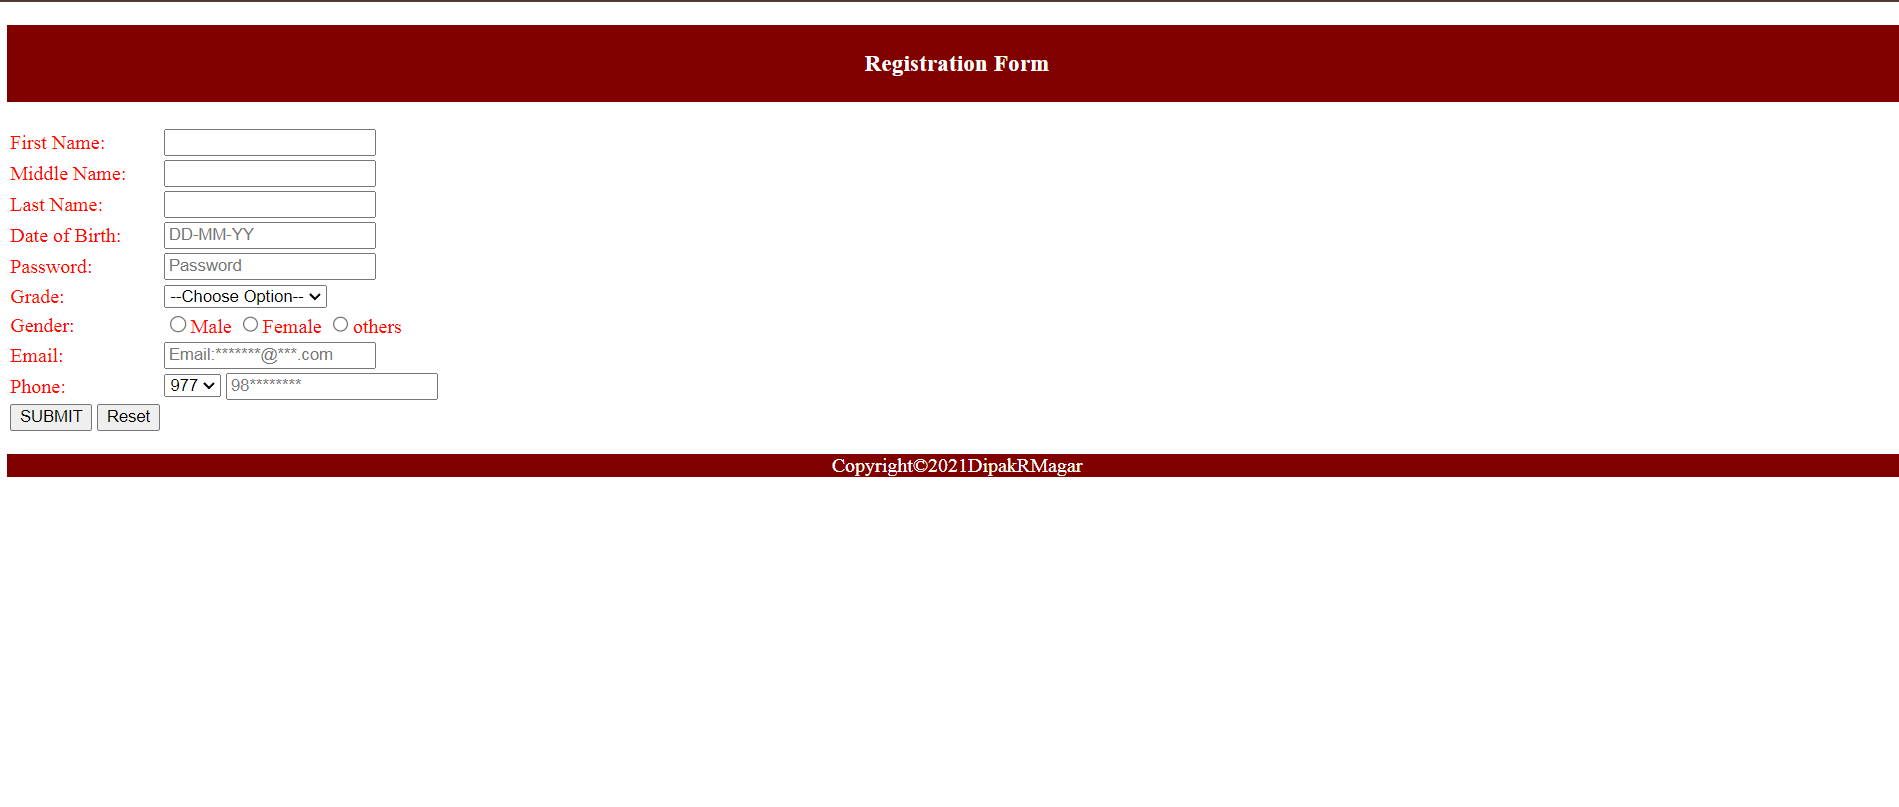 Registration Form
First Name:
Middle Name:
Last Name:
Date of Birth: DD-MM-YY
Password: Password
Grade: --Choose Option--
Gender: Male Female others
Email: Email:*******@***.com
Phone: 977 98********
SUBMIT Reset
Copyright©2021DipakRMagar